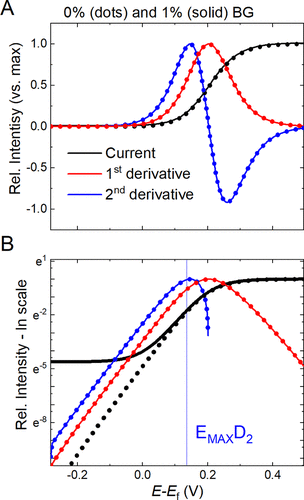 0% (dots) and 1% (solid) BG
A
Rel. Intentisy (vs. max)
1.0
0.5
0.0
-0.5
-1.0
Current
1st derivative
2nd derivative
B
Rel. Intensity - ln scale
e1
e-2
e-5
e-8
EMAXD2
-0.2 0.0 0.2 0.4
E-Ef (V)